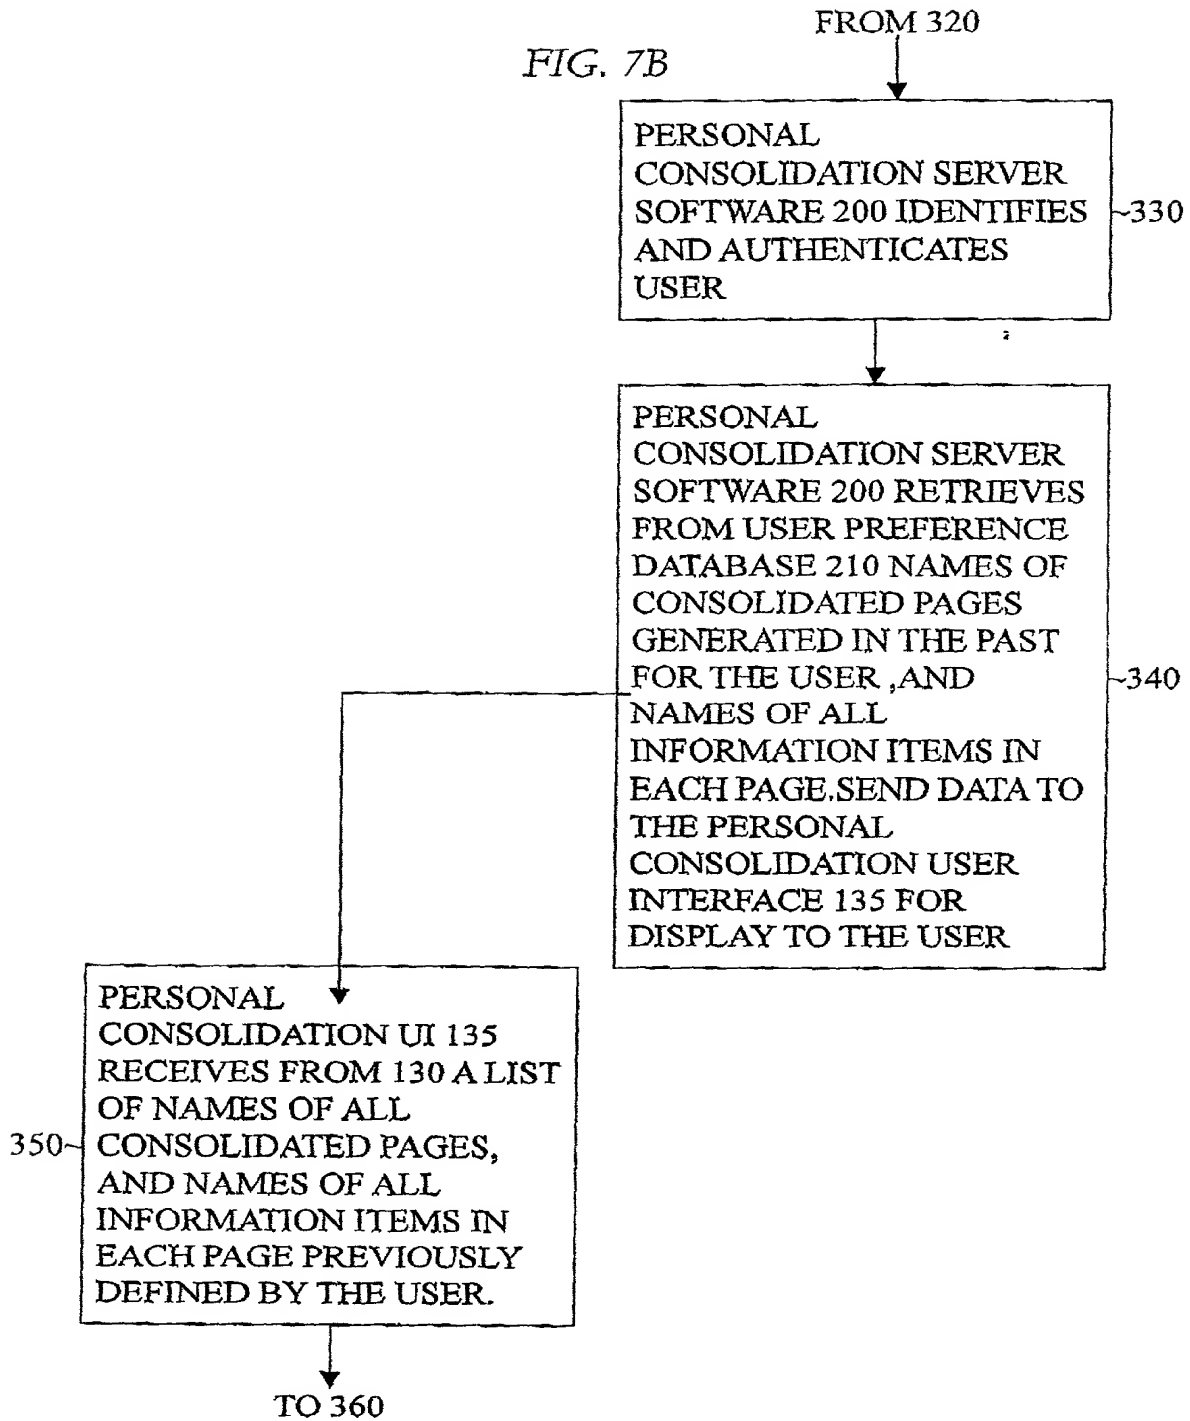 FROM 320
FIG. 7B
PERSONAL
CONSOLIDATION SERVER
SOFTWARE 200 IDENTIFIES
AND AUTHENTICATES
USER
330
PERSONAL
CONSOLIDATION SERVER
SOFTWARE 200 RETRIEVES
FROM USER PREFERENCE
DATABASE 210 NAMES OF
CONSOLIDATED PAGES
GENERATED IN THE PAST
FOR THE USER ,AND
NAMES OF ALL
INFORMATION ITEMS IN
EACH PAGE.SEND DATA TO
THE PERSONAL
CONSOLIDATION USER
INTERFACE 135 FOR
DISPLAY TO THE USER
340
PERSONAL
CONSOLIDATION UI 135
RECEIVES FROM 130 A LIST
OF NAMES OF ALL
CONSOLIDATED PAGES,
AND NAMES OF ALL
INFORMATION ITEMS IN
EACH PAGE PREVIOUSLY
DEFINED BY THE USER.
350
TO 360